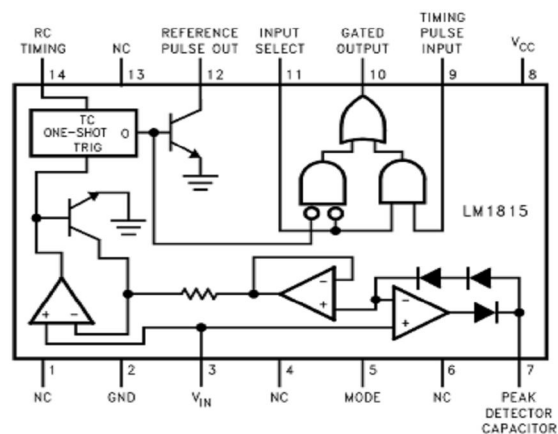 RC TIMING
NC
REFERENCE PULSE OUT
INPUT SELECT
GATED OUTPUT
TIMING PULSE INPUT
VCC
14
13
12
11
10
9
8
TC
ONE-SHOT
TRIG
O
LM1815
-
+
-
+
+
-
1
2
3
4
5
6
7
NC
GND
VIN
NC
MODE
NC
PEAK DETECTOR CAPACITOR